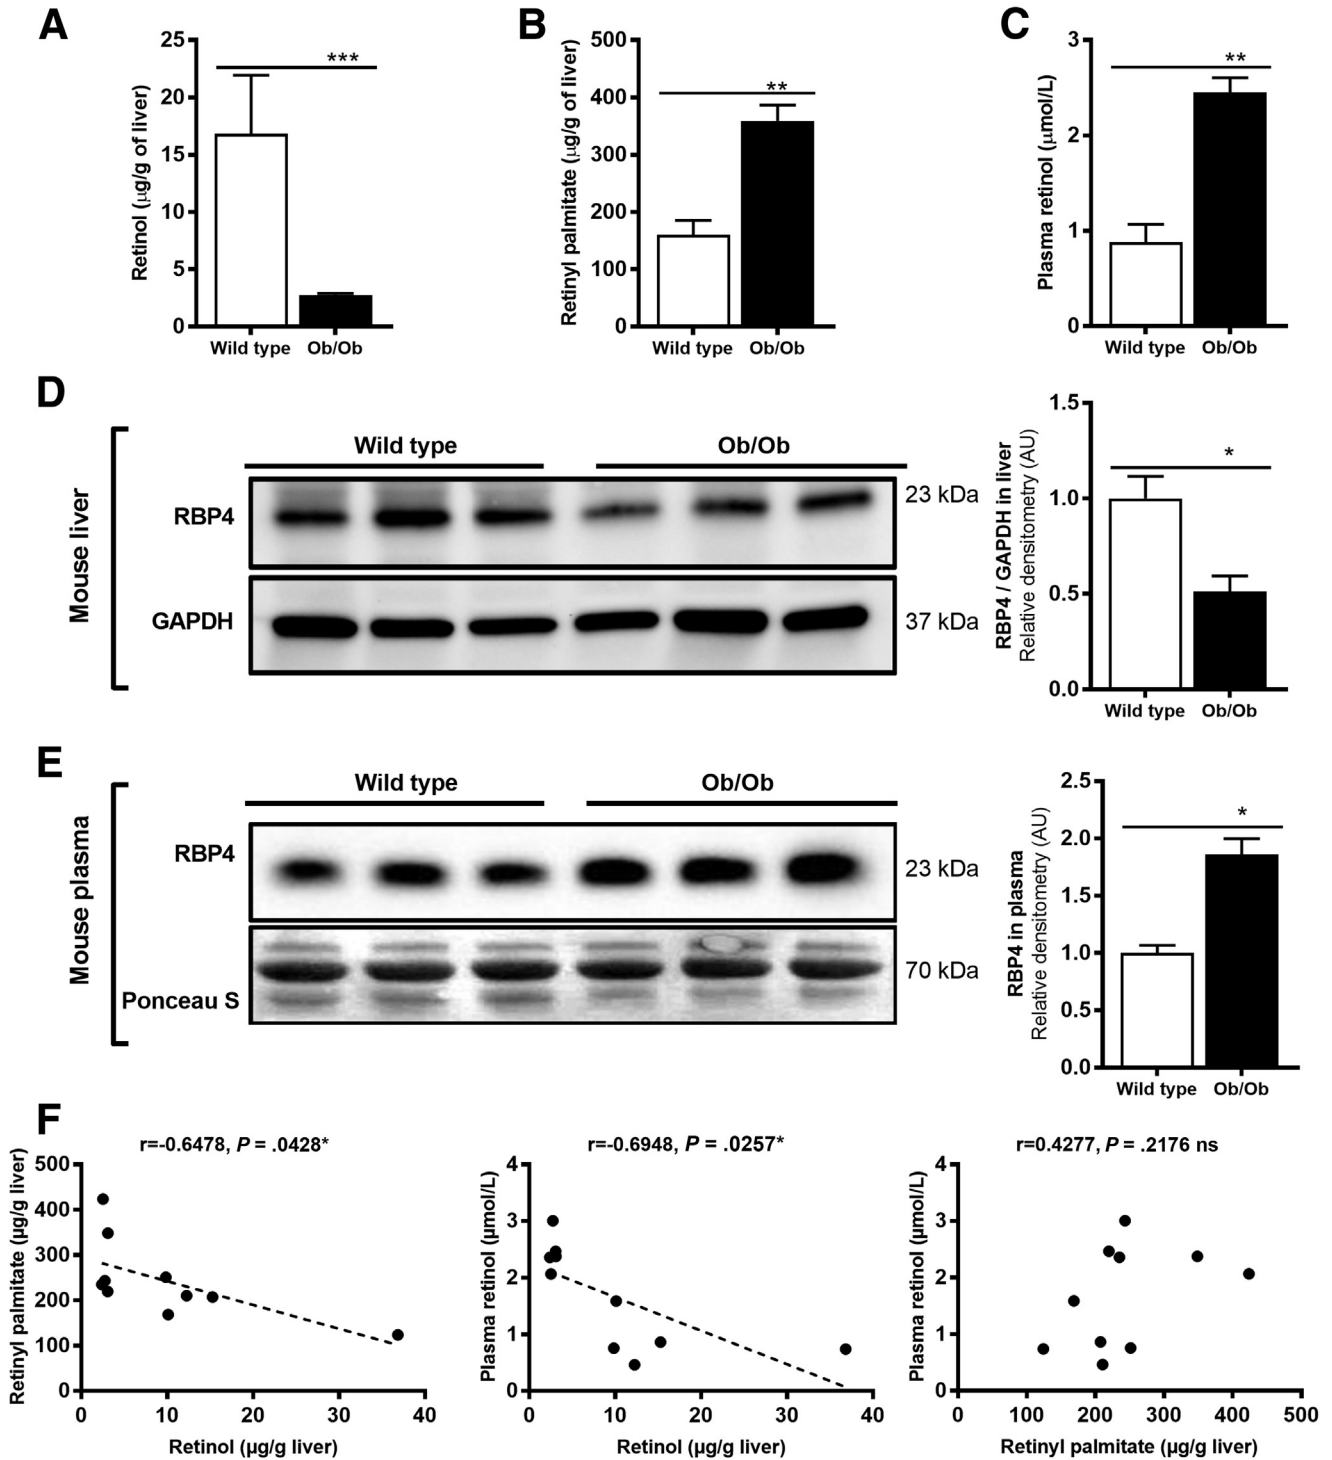 A
Retinol (μg/g of liver)
25
20
15
10
5
0
***
Wild type Ob/Ob
B
Retinyl palmitate (μg/g of liver)
500
400
300
200
100
0
**
Wild type Ob/Ob
C
Plasma retinol (μmol/L)
3
2
1
0
**
Wild type Ob/Ob
D
Mouse liver
Wild type Ob/Ob
RBP4
23 kDa
GAPDH
37 kDa
RBP4 / GAPDH in liver
Relative densitometry (AU)
1.5
1.0
0.5
0.0
*
Wild type Ob/Ob
E
Mouse plasma
Wild type Ob/Ob
RBP4
23 kDa
70 kDa
Ponceau S
RBP4 in plasma
Relative densitometry (AU)
2.5
2.0
1.5
1.0
0.5
0.0
*
Wild type Ob/Ob
F
r=-0.6478, P = .0428*
Retinyl palmitate (μg/g liver)
500
400
300
200
100
0
0 10 20 30 40
Retinol (μg/g liver)
r=-0.6948, P = .0257*
Plasma retinol (μmol/L)
4
3
2
1
0
0 10 20 30 40
Retinol (μg/g liver)
r=0.4277, P = .2176 ns
Plasma retinol (μmol/L)
4
3
2
1
0
0 100 200 300 400 500
Retinyl palmitate (μg/g liver)